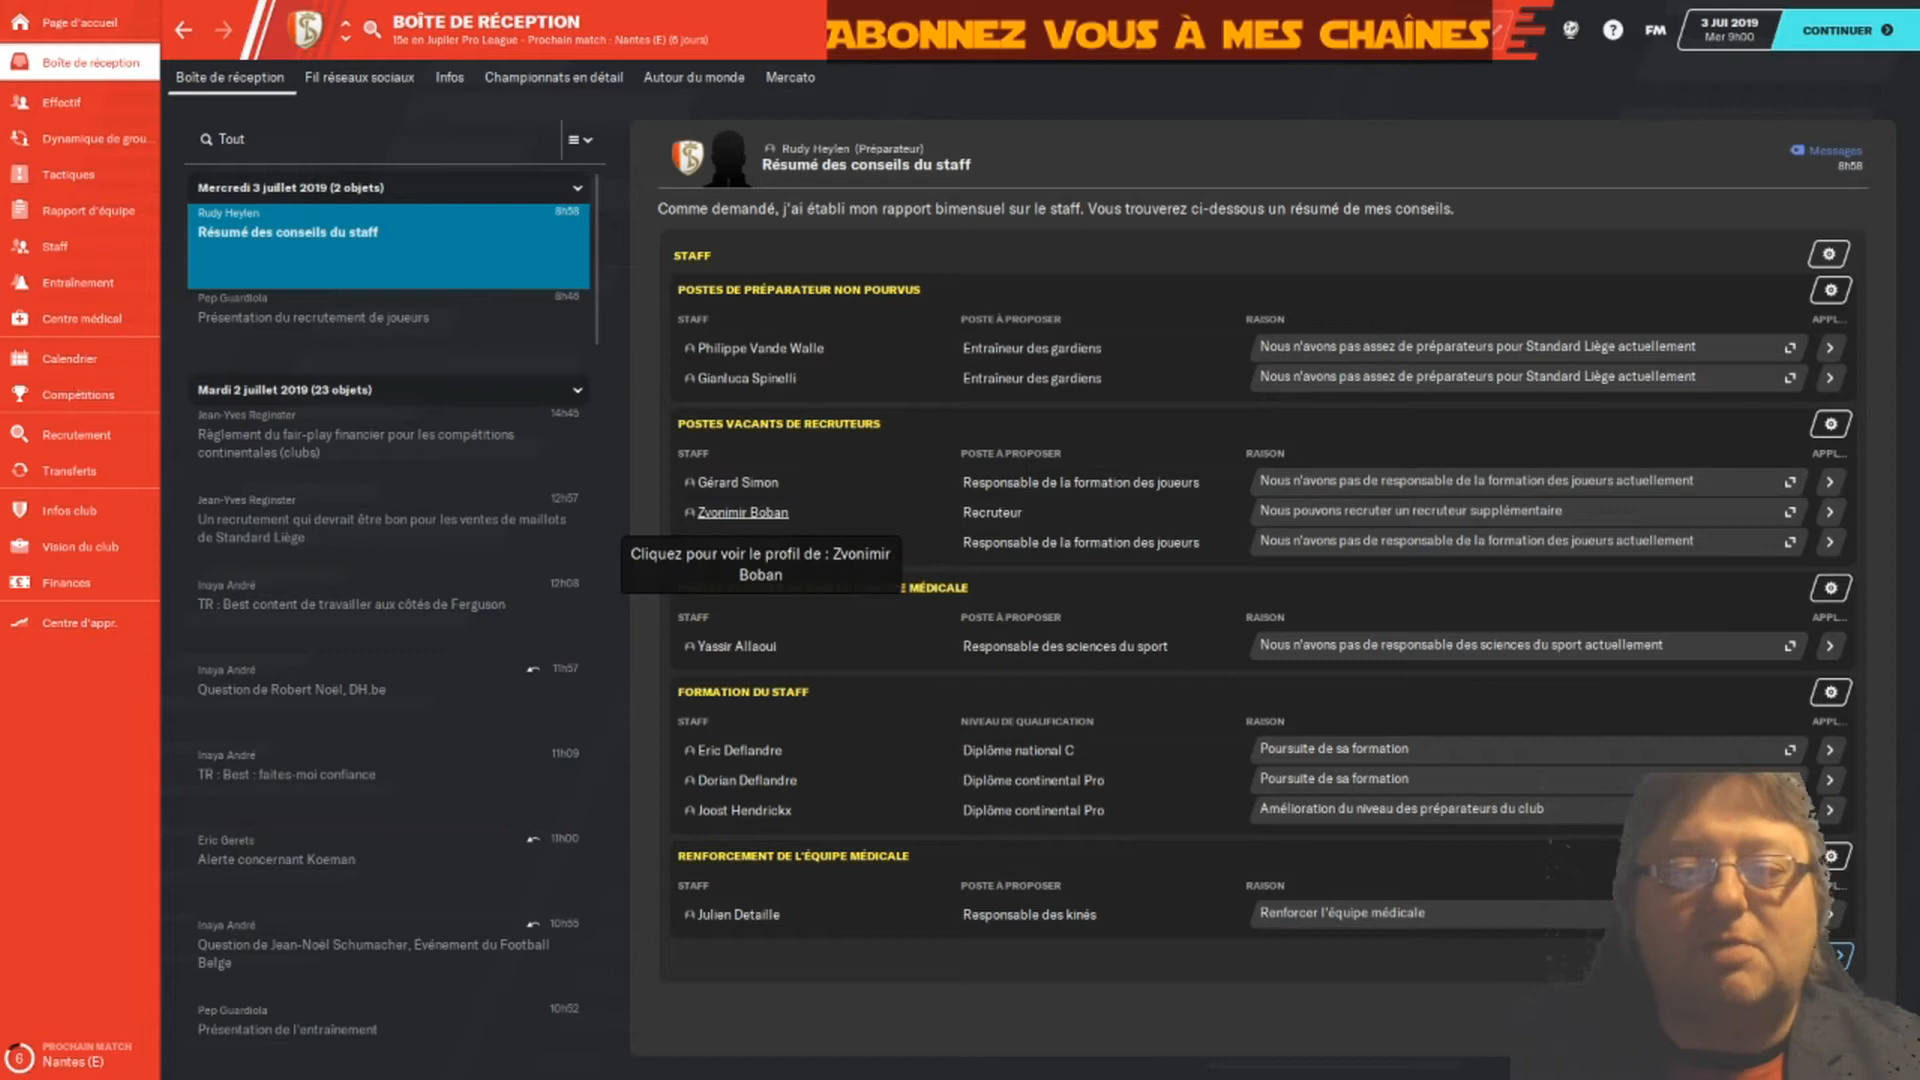 Page d'accueil
BOÎTE DE RÉCEPTION
15e en Jupiler Pro League - Prochain match : Nantes (E) (6 jours)
ABONNEZ VOUS À MES CHAÎNES
FM
3 JUI 2019
Mer 9h00
CONTINUER
Boîte de réception
Effectif
Dynamique de grou...
Tactiques
Rapport d'équipe
Staff
Entraînement
Centre médical
Calendrier
Compétitions
Recrutement
Transferts
Infos club
Vision du club
Finances
Centre d'appr.
6
PROCHAIN MATCH
Nantes (E)
Boîte de réception
Fil réseaux sociaux
Infos
Championnats en détail
Autour du monde
Mercato
Tout
Mercredi 3 juillet 2019 (2 objets)
Rudy Heylen 8h58
Résumé des conseils du staff
Pep Guardiola 8h46
Présentation du recrutement de joueurs
Mardi 2 juillet 2019 (23 objets)
Jean-Yves Reginster 14h45
Règlement du fair-play financier pour les compétitions
continentales (clubs)
Jean-Yves Reginster 12h57
Un recrutement qui devrait être bon pour les ventes de maillots
de Standard Liège
Inaya André 12h08
TR : Best content de travailler aux côtés de Ferguson
Inaya André 11h57
Question de Robert Noël, DH.be
Inaya André 11h09
TR : Best : faites-moi confiance
Eric Gerets 11h00
Alerte concernant Koeman
Inaya André 10h55
Question de Jean-Noël Schumacher, Événement du Football
Belge
Pep Guardiola 10h52
Présentation de l'entraînement
Rudy Heylen (Préparateur)
Résumé des conseils du staff
Messages
8h58
Comme demandé, j'ai établi mon rapport bimensuel sur le staff. Vous trouverez ci-dessous un résumé de mes conseils.
STAFF
POSTES DE PRÉPARATEUR NON POURVUS
STAFF POSTE À PROPOSER RAISON APPL...
Philippe Vande Walle Entraîneur des gardiens Nous n'avons pas assez de préparateurs pour Standard Liège actuellement
Gianluca Spinelli Entraîneur des gardiens Nous n'avons pas assez de préparateurs pour Standard Liège actuellement
POSTES VACANTS DE RECRUTEURS
STAFF POSTE À PROPOSER RAISON APPL...
Gérard Simon Responsable de la formation des joueurs Nous n'avons pas de responsable de la formation des joueurs actuellement
Zvonimir Boban Recruteur Nous pouvons recruter un recruteur supplémentaire
Responsable de la formation des joueurs Nous n'avons pas de responsable de la formation des joueurs actuellement
Cliquez pour voir le profil de : Zvonimir
Boban
MÉDICALE
STAFF POSTE À PROPOSER RAISON APPL...
Yassir Allaoui Responsable des sciences du sport Nous n'avons pas de responsable des sciences du sport actuellement
FORMATION DU STAFF
STAFF NIVEAU DE QUALIFICATION RAISON APPL...
Eric Deflandre Diplôme national C Poursuite de sa formation
Dorian Deflandre Diplôme continental Pro Poursuite de sa formation
Joost Hendrickx Diplôme continental Pro Amélioration du niveau des préparateurs du club
RENFORCEMENT DE L'ÉQUIPE MÉDICALE
STAFF POSTE À PROPOSER RAISON
Julien Detaille Responsable des kinés Renforcer l'équipe médicale